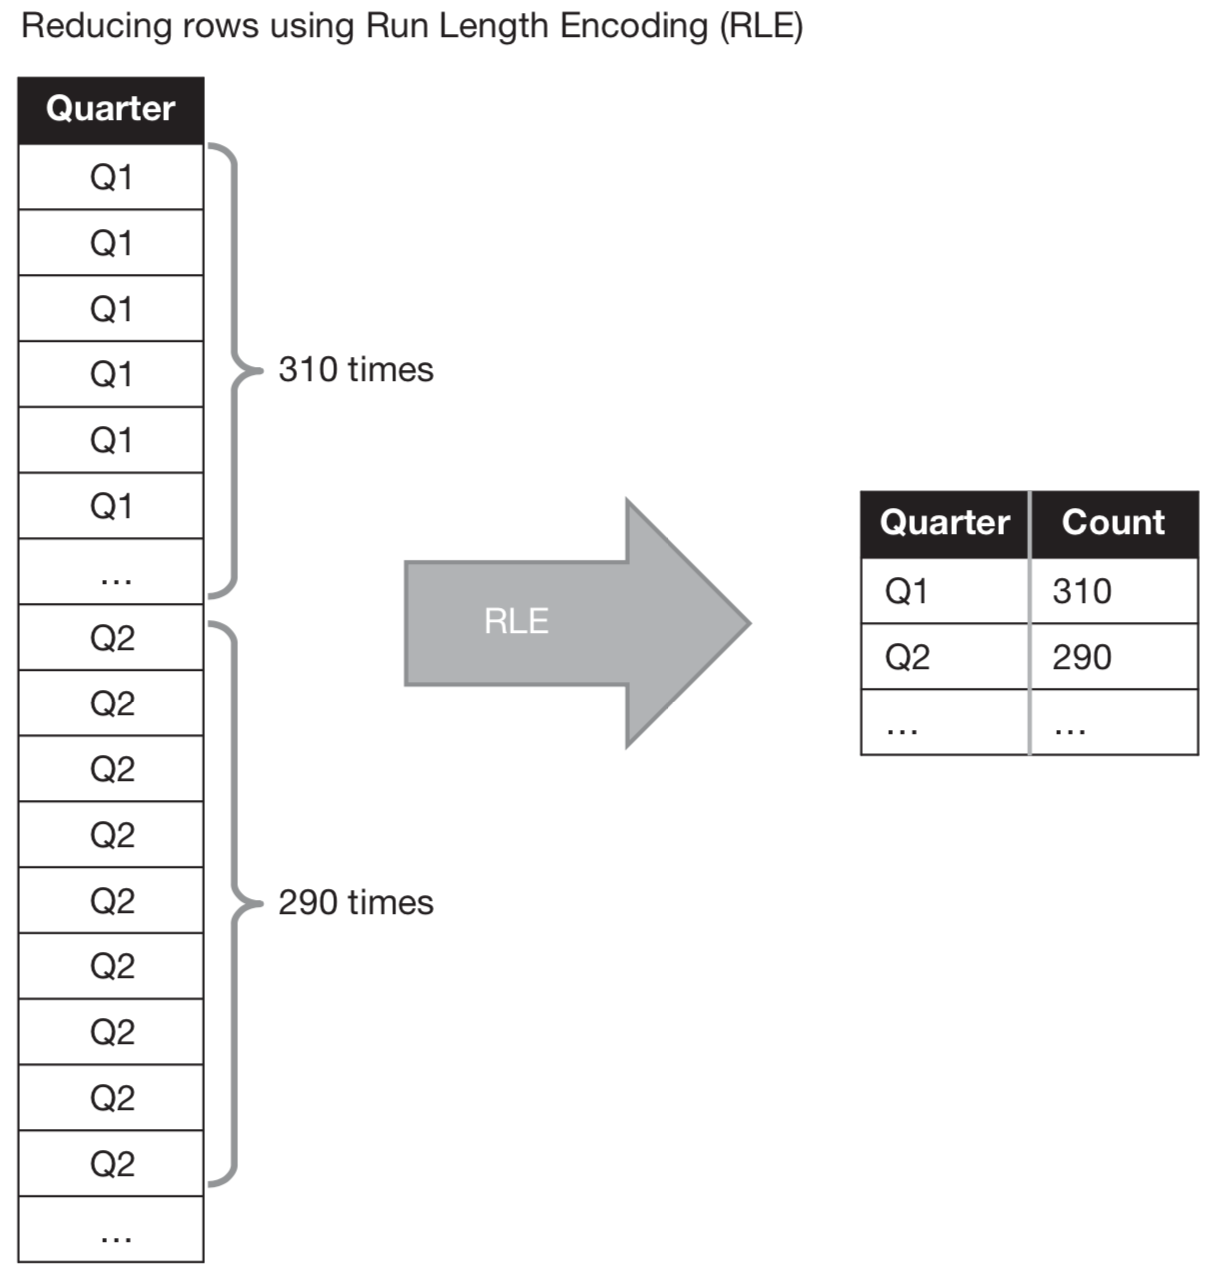 Reducing rows using Run Length Encoding (RLE)
Quarter
Q1
Q1
Q1
Q1
Q1
Q1
...
Q2
Q2
Q2
Q2
Q2
Q2
Q2
Q2
Q2
...
310 times
290 times
RLE
Quarter Count
Q1 310
Q2 290
... ...